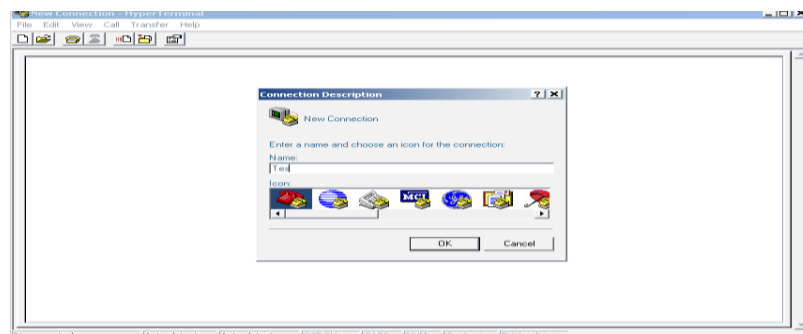 New Connection - HyperTerminal
File Edit View Call Transfer Help
Connection Description
New Connection
Enter a name and choose an icon for the connection:
Name:
Tes
Icon:
MCI
OK Cancel